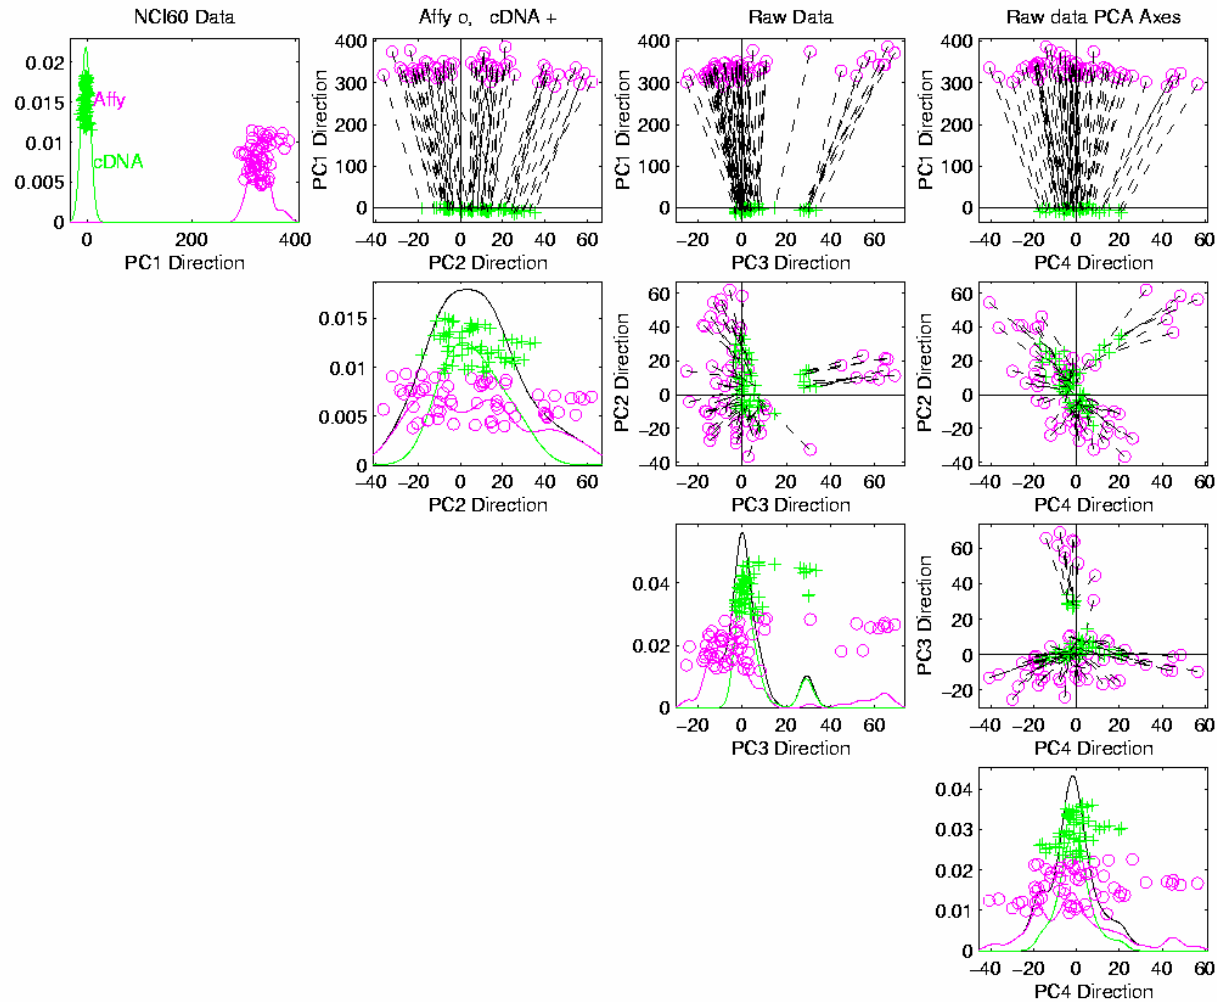 NCI60 Data
Affy o, cDNA +
Raw Data
Raw data PCA Axes
0.02
0.015
0.01
0.005
0
Affy
cDNA
0 200 400
PC1 Direction
400
300
200
100
0
PC1 Direction
−40 −20 0 20 40 60
PC2 Direction
400
300
200
100
0
PC1 Direction
−20 0 20 40 60
PC3 Direction
400
300
200
100
0
PC1 Direction
−40 −20 0 20 40 60
PC4 Direction
0.015
0.01
0.005
0
−40 −20 0 20 40 60
PC2 Direction
60
40
20
0
−20
−40
PC2 Direction
−20 0 20 40 60
PC3 Direction
60
40
20
0
−20
−40
PC2 Direction
−40 −20 0 20 40 60
PC4 Direction
0.04
0.02
0
−20 0 20 40 60
PC3 Direction
60
40
20
0
−20
PC3 Direction
−40 −20 0 20 40 60
PC4 Direction
0.04
0.03
0.02
0.01
0
−40 −20 0 20 40 60
PC4 Direction